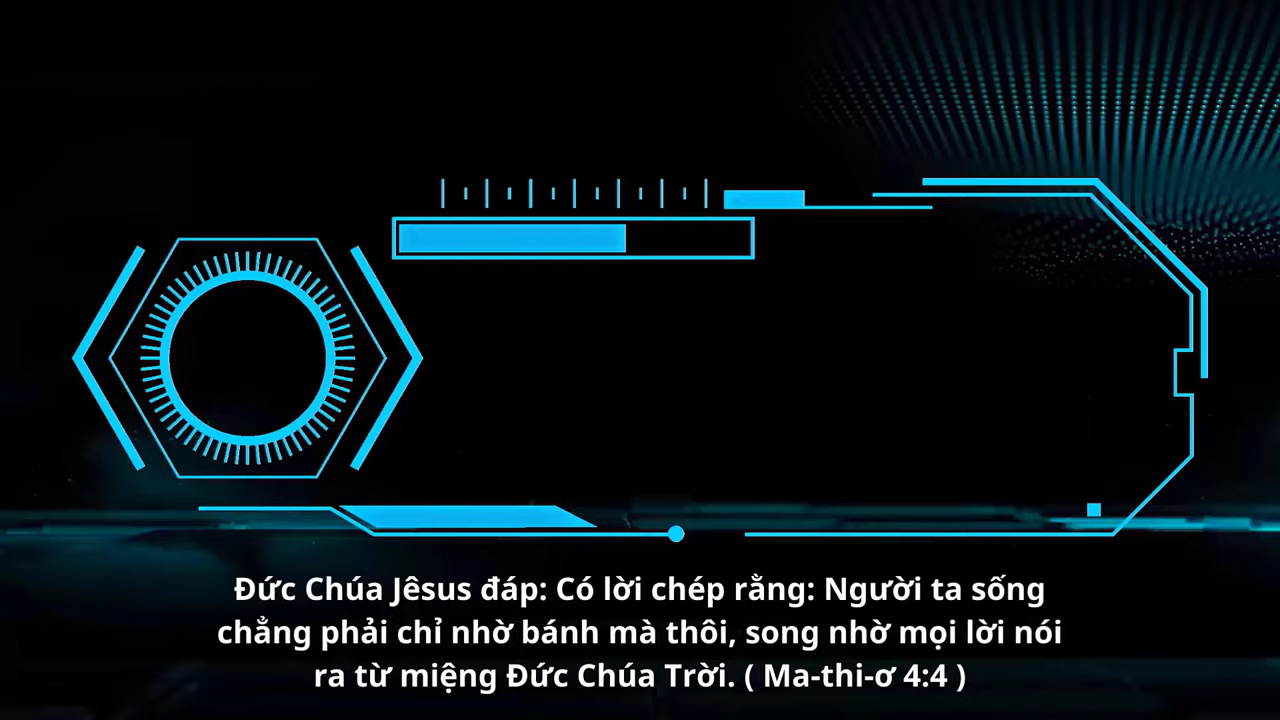 Đức Chúa Jêsus đáp: Có lời chép rằng: Người ta sống
chẳng phải chỉ nhờ bánh mà thôi, song nhờ mọi lời nói
ra từ miệng Đức Chúa Trời. ( Ma-thi-ơ 4:4 )